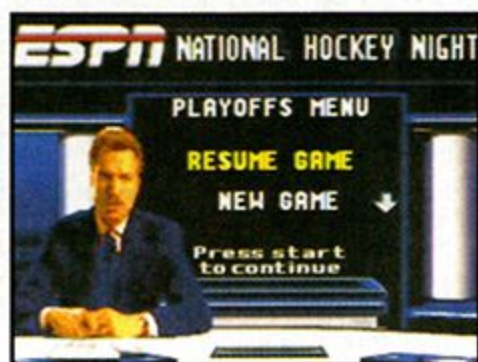 ESPN NATIONAL HOCKEY NIGHT
PLAYOFFS MENU
RESUME GAME
NEW GAME
Press start
to continue